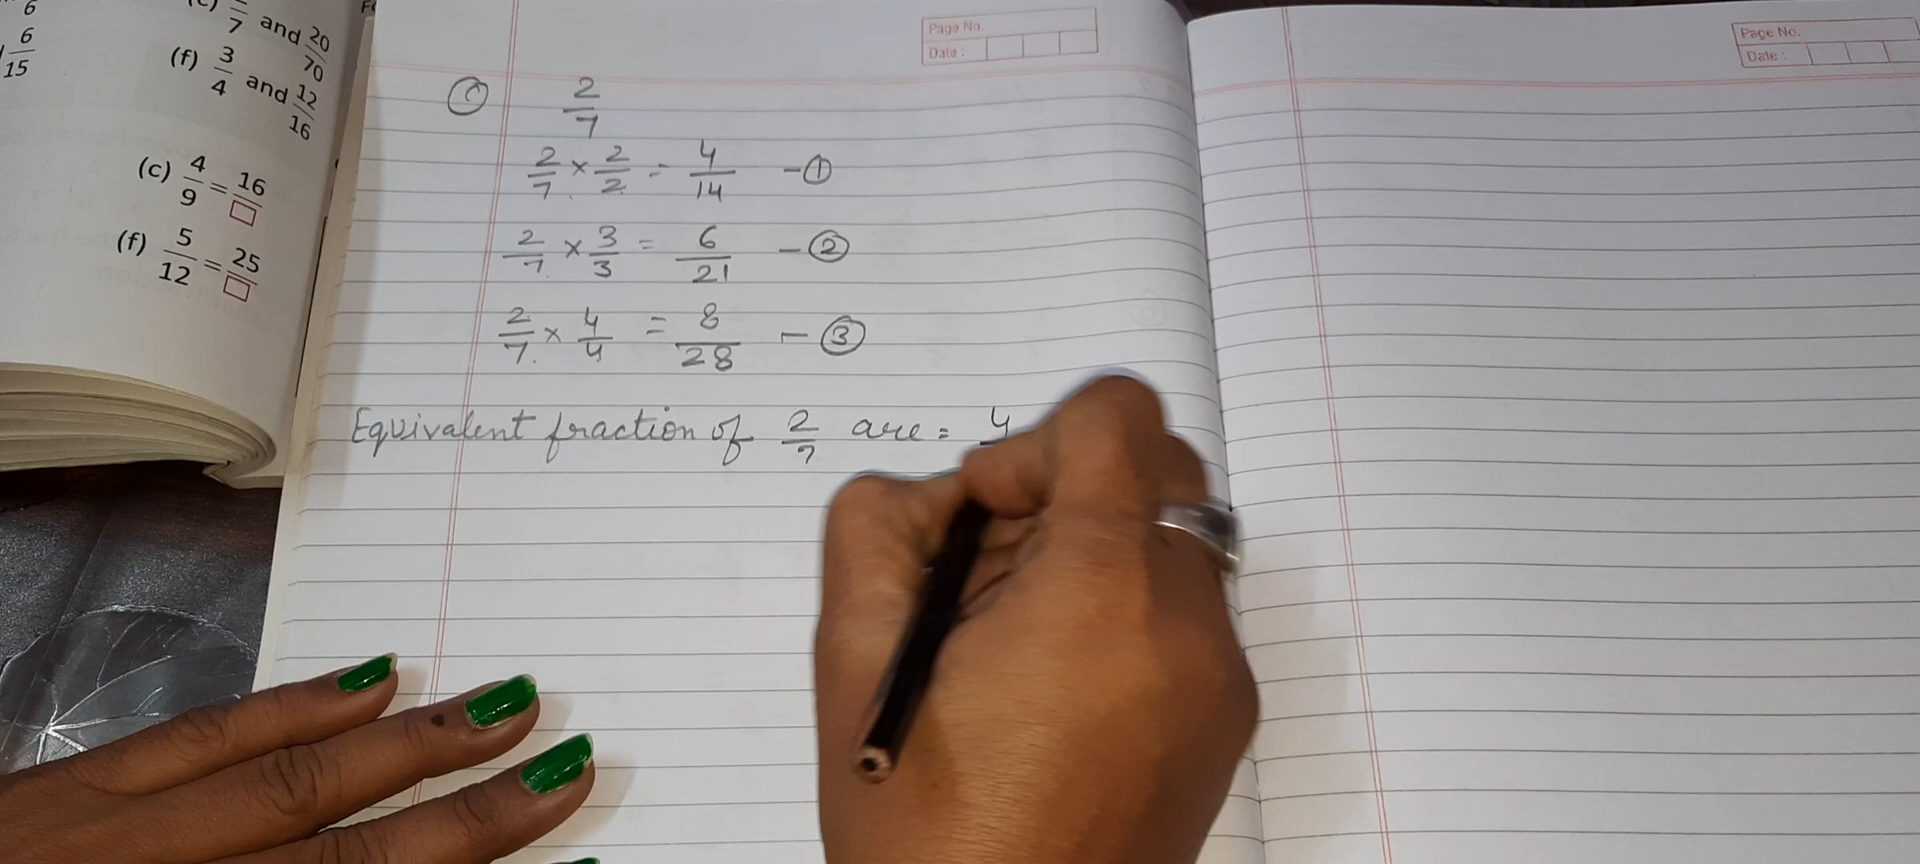 6
7 and 20/70
6/15
(f) 3/4 and 12/16
(c) 4/9 = 16/□
(f) 5/12 = 25/□
Page No.
Date :
2/7
2/7 × 2/2 = 4/14 - ①
2/7 × 3/3 = 6/21 - ②
2/7 × 4/4 = 8/28 - ③
Equivalent fraction of 2/7 are = 4
Page No.
Date :